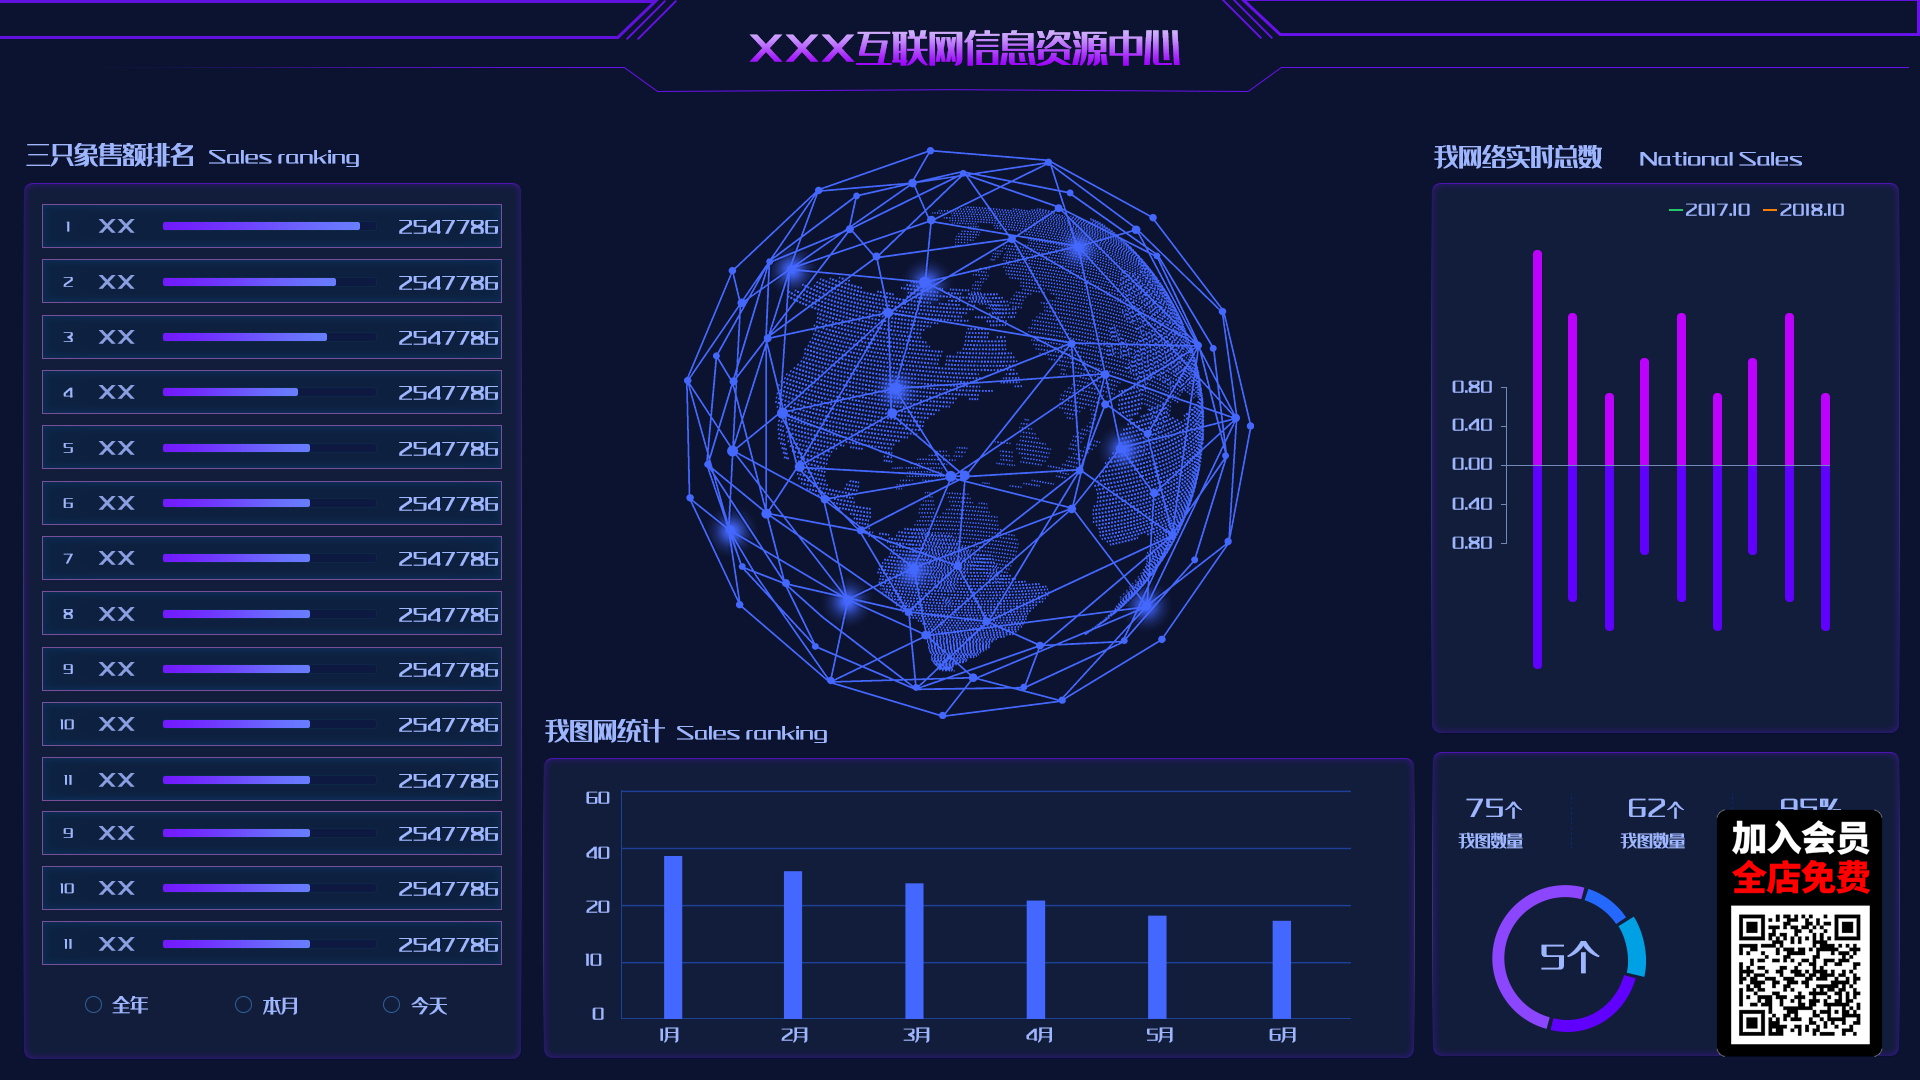 XXX互联网信息资源中心
三只象售额排名 Sales ranking
1 XX 2547786
2 XX 2547786
3 XX 2547786
4 XX 2547786
5 XX 2547786
6 XX 2547786
7 XX 2547786
8 XX 2547786
9 XX 2547786
10 XX 2547786
11 XX 2547786
9 XX 2547786
10 XX 2547786
11 XX 2547786
全年 本月 今天
我图网统计 Sales ranking
60
40
20
10
0
1月 2月 3月 4月 5月 6月
我网络实时总数 National Sales
2017.10 2018.10
0.80
0.40
0.00
0.40
0.80
75个 62个 95%
我图数量 我图数量
5个
加入会员
全店免费